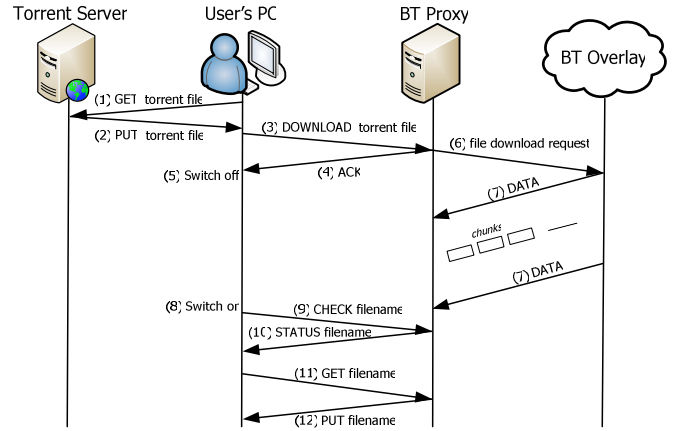 Torrent Server
User's PC
BT Proxy
BT Overlay
(1) GET torrent file
(2) PUT torrent file
(3) DOWNLOAD torrent file
(4) ACK
(5) Switch off
(6) file download request
(7) DATA
chunks
(7) DATA
(8) Switch on
(9) CHECK filename
(10) STATUS filename
(11) GET filename
(12) PUT filename